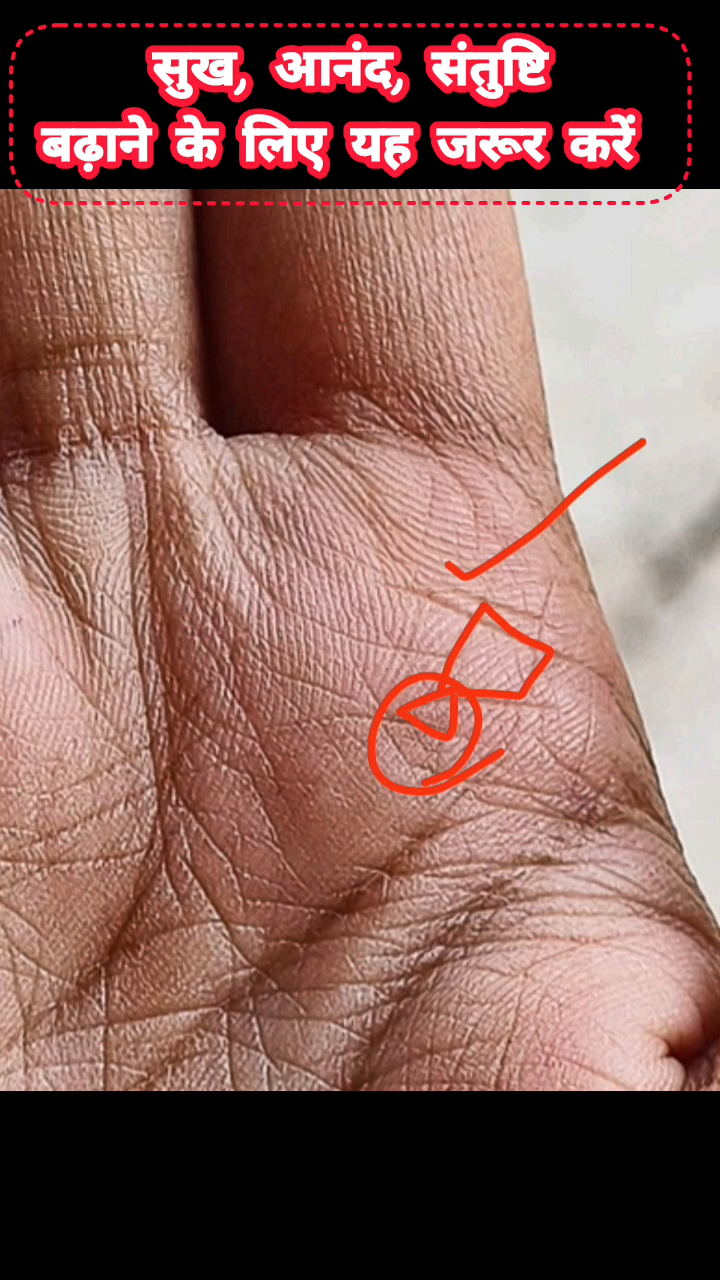 सुख, आनंद, संतुष्टि
बढ़ाने के लिए यह जरूर करें